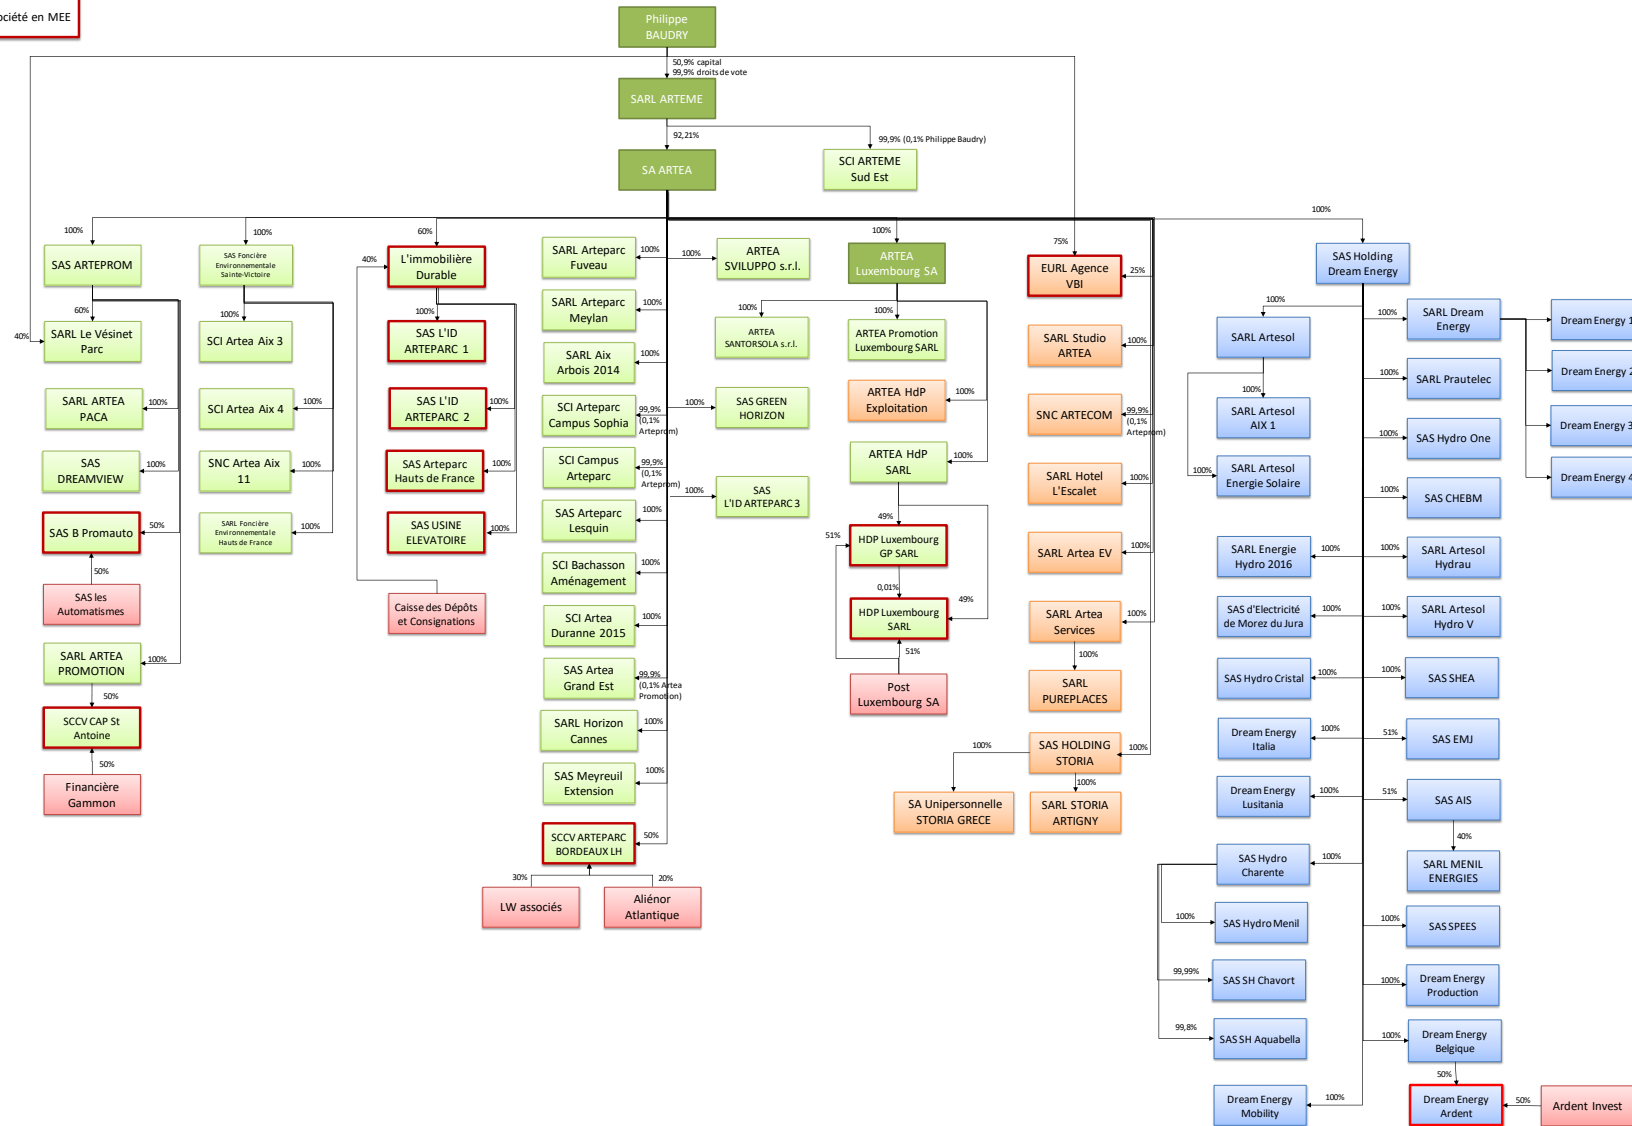 ociété en MEE
Philippe
BAUDRY
50,9% capital
99,9% droits de vote
SARL ARTEME
92,21%
99,9% (0,1% Philippe Baudry)
SA ARTEA
SCI ARTEME
Sud Est
100%
SAS ARTEPROM
60%
40%
SARL Le Vésinet
Parc
SARL ARTEA
PACA
100%
SAS
DREAMVIEW
100%
SAS B Promauto
50%
50%
SAS les
Automatismes
SARL ARTEA
PROMOTION
100%
50%
SCCV CAP St
Antoine
50%
Financière
Gammon
100%
SAS Foncière
Environnementale
Sainte-Victoire
100%
SCI Artea Aix 3
SCI Artea Aix 4
100%
SNC Artea Aix
11
100%
SARL Foncière
Environnementale
Hauts de France
100%
60%
40%
L'immobilière
Durable
100%
SAS L'ID
ARTEPARC 1
SAS L'ID
ARTEPARC 2
100%
SAS Arteparc
Hauts de France
100%
SAS USINE
ELEVATOIRE
100%
Caisse des Dépôts
et Consignations
SARL Arteparc
Fuveau
100%
SARL Arteparc
Meylan
100%
SARL Aix
Arbois 2014
100%
SCI Arteparc
Campus Sophia
99,9%
(0,1%
Arteprom)
SCI Campus
Arteparc
99,9%
(0,1%
Arteprom)
SAS Arteparc
Lesquin
100%
SCI Bachasson
Aménagement
100%
SCI Artea
Duranne 2015
100%
SAS Artea
Grand Est
99,9%
(0,1% Artea
Promotion)
SARL Horizon
Cannes
100%
SAS Meyreuil
Extension
100%
SCCV ARTEPARC
BORDEAUX LH
50%
30%
20%
LW associés
Aliénor
Atlantique
100%
ARTEA
SVILUPPO s.r.l.
100%
ARTEA
SANTORSOLA s.r.l.
100%
SAS GREEN
HORIZON
100%
SAS
L'ID ARTEPARC 3
100%
ARTEA
Luxembourg SA
100%
ARTEA Promotion
Luxembourg SARL
ARTEA HdP
Exploitation
100%
ARTEA HdP
SARL
100%
49%
51%
HDP Luxembourg
GP SARL
0,01%
49%
HDP Luxembourg
SARL
51%
Post
Luxembourg SA
75%
EURL Agence
VBI
25%
SARL Studio
ARTEA
100%
SNC ARTECOM
99,9%
(0,1%
Arteprom)
SARL Hotel
L'Escalet
100%
SARL Artea EV
100%
SARL Artea
Services
100%
100%
SARL
PUREPLACES
SAS HOLDING
STORIA
100%
100%
100%
SA Unipersonnelle
STORIA GRECE
SARL STORIA
ARTIGNY
100%
SAS Holding
Dream Energy
100%
SARL Artesol
100%
SARL Artesol
AIX 1
100%
SARL Artesol
Energie Solaire
SARL Energie
Hydro 2016
100%
SAS d'Electricité
de Morez du Jura
100%
SAS Hydro Cristal
100%
Dream Energy
Italia
100%
Dream Energy
Lusitania
100%
SAS Hydro
Charente
100%
100%
SAS Hydro Menil
99,99%
SAS SH Chavort
99,8%
SAS SH Aquabella
Dream Energy
Mobility
100%
100%
SARL Dream
Energy
Dream Energy 1
Dream Energy 2
Dream Energy 3
Dream Energy 4
100%
SARL Prautelec
100%
SAS Hydro One
100%
SAS CHEBM
100%
SARL Artesol
Hydrau
100%
SARL Artesol
Hydro V
100%
SAS SHEA
51%
SAS EMJ
51%
SAS AIS
40%
SARL MENIL
ENERGIES
100%
SAS SPEES
100%
Dream Energy
Production
100%
Dream Energy
Belgique
50%
Dream Energy
Ardent
50%
Ardent Invest